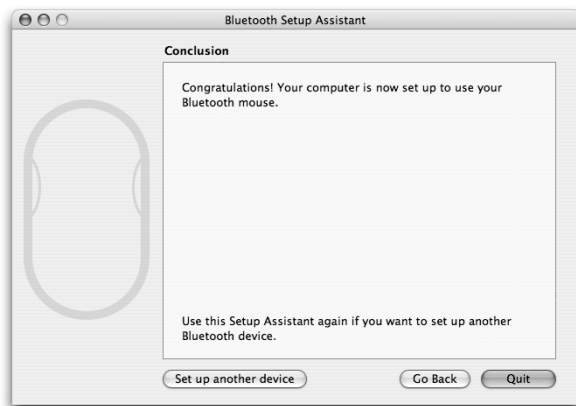 Bluetooth Setup Assistant
Conclusion
Congratulations! Your computer is now set up to use your
Bluetooth mouse.
Use this Setup Assistant again if you want to set up another
Bluetooth device.
Set up another device
Go Back
Quit